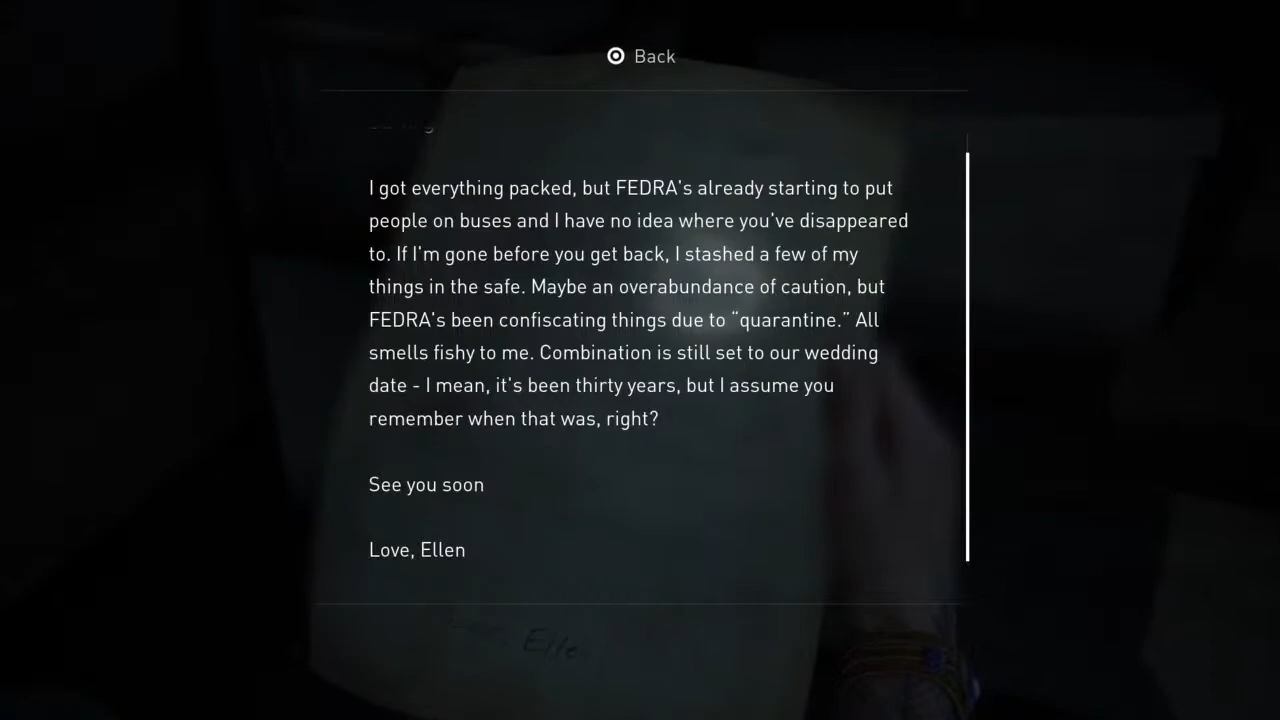 Back
I got everything packed, but FEDRA's already starting to put
people on buses and I have no idea where you've disappeared
to. If I'm gone before you get back, I stashed a few of my
things in the safe. Maybe an overabundance of caution, but
FEDRA's been confiscating things due to “quarantine.” All
smells fishy to me. Combination is still set to our wedding
date - I mean, it's been thirty years, but I assume you
remember when that was, right?
See you soon
Love, Ellen